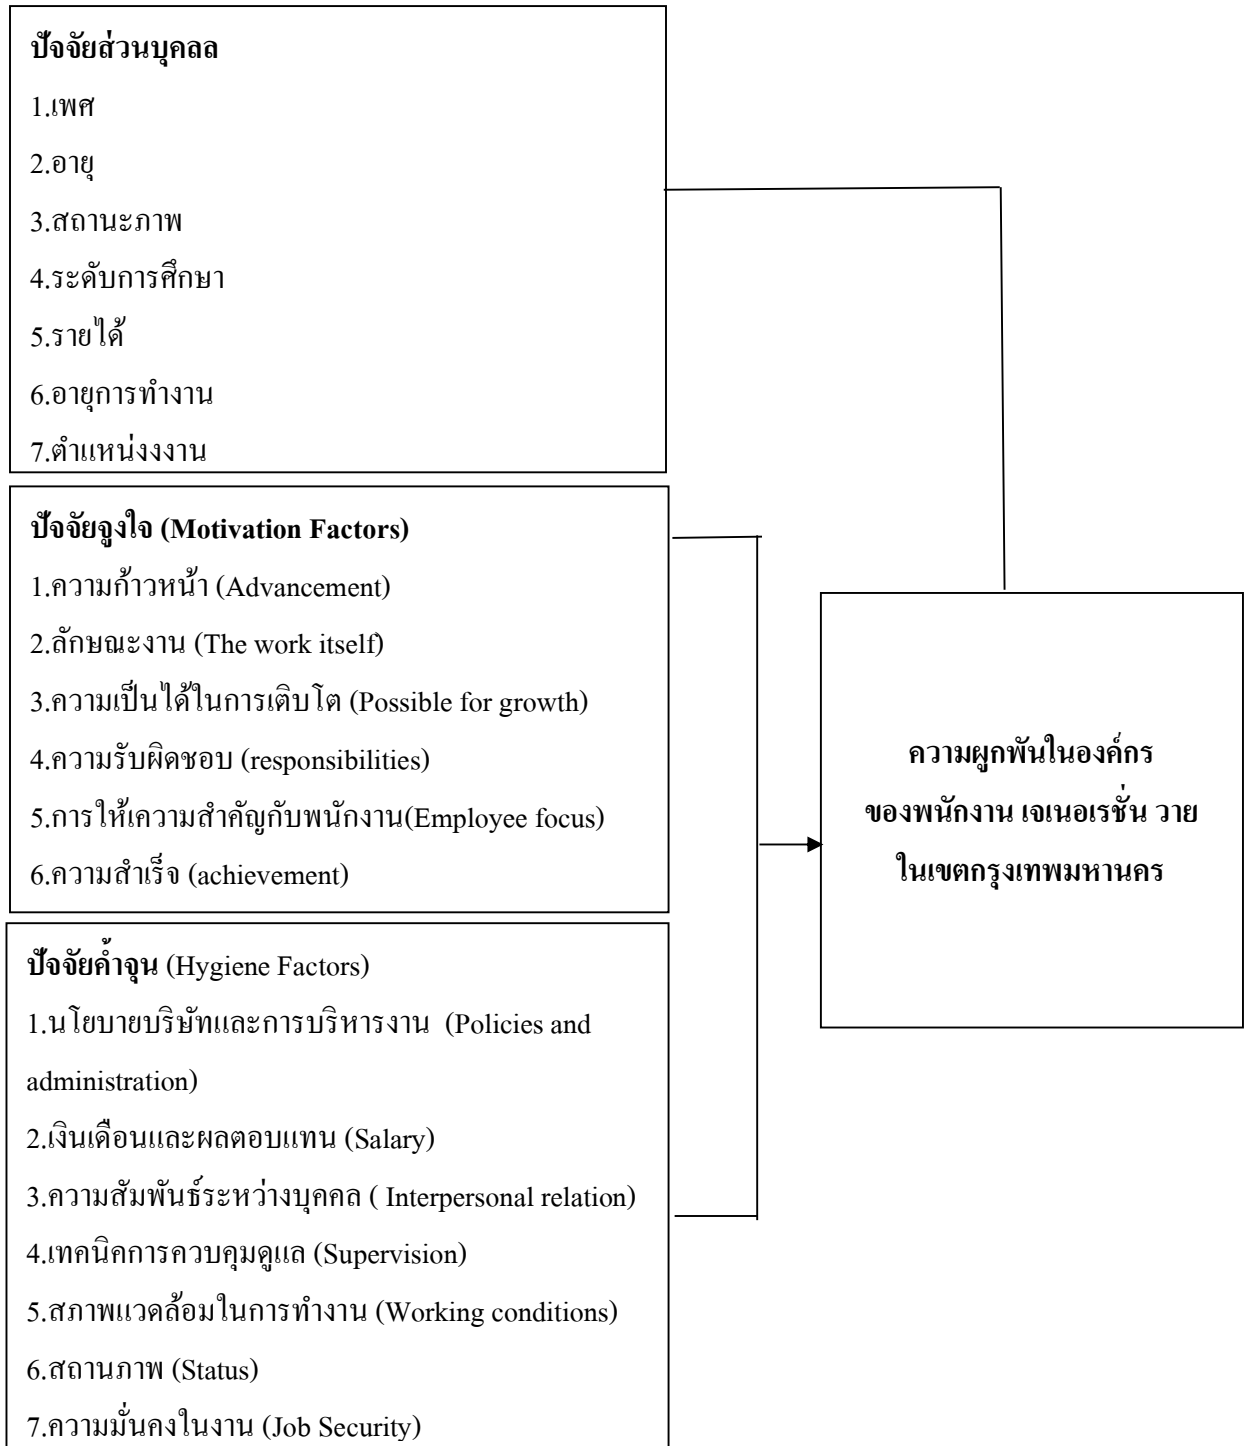 ปัจจัยส่วนบุคลล
1.เพศ
2.อายุ
3.สถานะภาพ
4.ระดับการศึกษา
5.รายได้
6.อายุการทำงาน
7.ตำแหน่งงงาน
ปัจจัยจูงใจ (Motivation Factors)
1.ความก้าวหน้า (Advancement)
2.ลักษณะงาน (The work itself)
3.ความเป็นได้ในการเติบโต (Possible for growth)
4.ความรับผิดชอบ (responsibilities)
5.การให้เความสำคัญกับพนักงาน(Employee focus)
6.ความสำเร็จ (achievement)
ความผูกพันในองค์กร
ของพนักงาน เจเนอเรชั่น วาย
ในเขตกรุงเทพมหานคร
ปัจจัยค้ำจุน (Hygiene Factors)
1.นโยบายบริษัทและการบริหารงาน (Policies and
administration)
2.เงินเดือนและผลตอบแทน (Salary)
3.ความสัมพันธ์ระหว่างบุคคล ( Interpersonal relation)
4.เทคนิคการควบคุมดูแล (Supervision)
5.สภาพแวดล้อมในการทำงาน (Working conditions)
6.สถานภาพ (Status)
7.ความมั่นคงในงาน (Job Security)